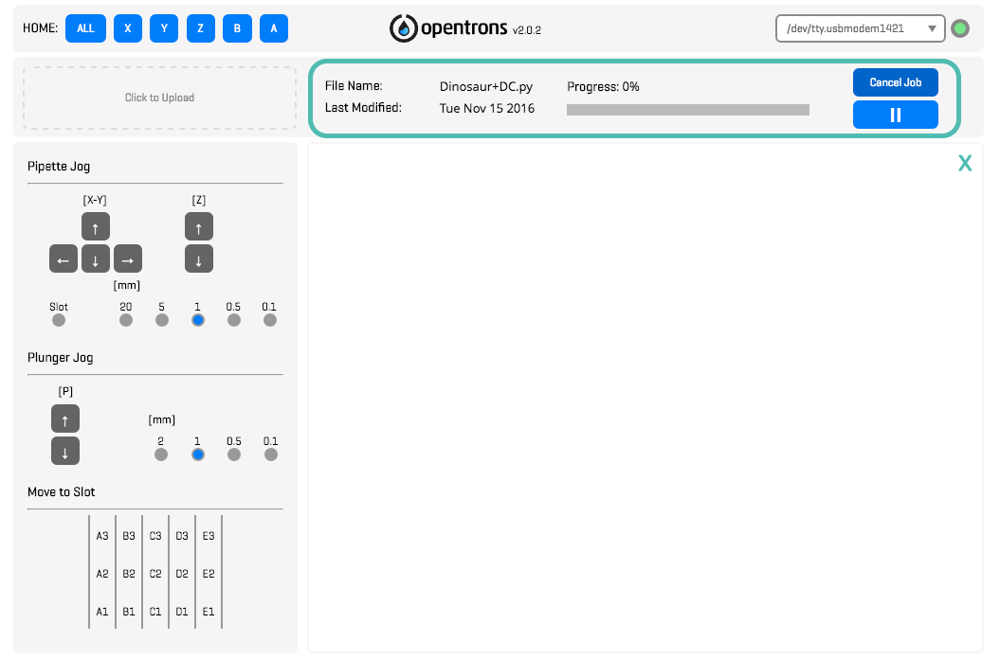 HOME: ALL X Y Z B A opentrons v2.0.2 /dev/tty.usbmodem1421
Click to Upload
File Name: Dinosaur+DC.py Progress: 0% Cancel Job
Last Modified: Tue Nov 15 2016
X
Pipette Jog
[X-Y] [Z]
↑ ↑
← ↓ → ↓
[mm]
Slot 20 5 1 0.5 0.1
Plunger Jog
[P]
↑
[mm]
2 1 0.5 0.1
↓
Move to Slot
A3 B3 C3 D3 E3
A2 B2 C2 D2 E2
A1 B1 C1 D1 E1